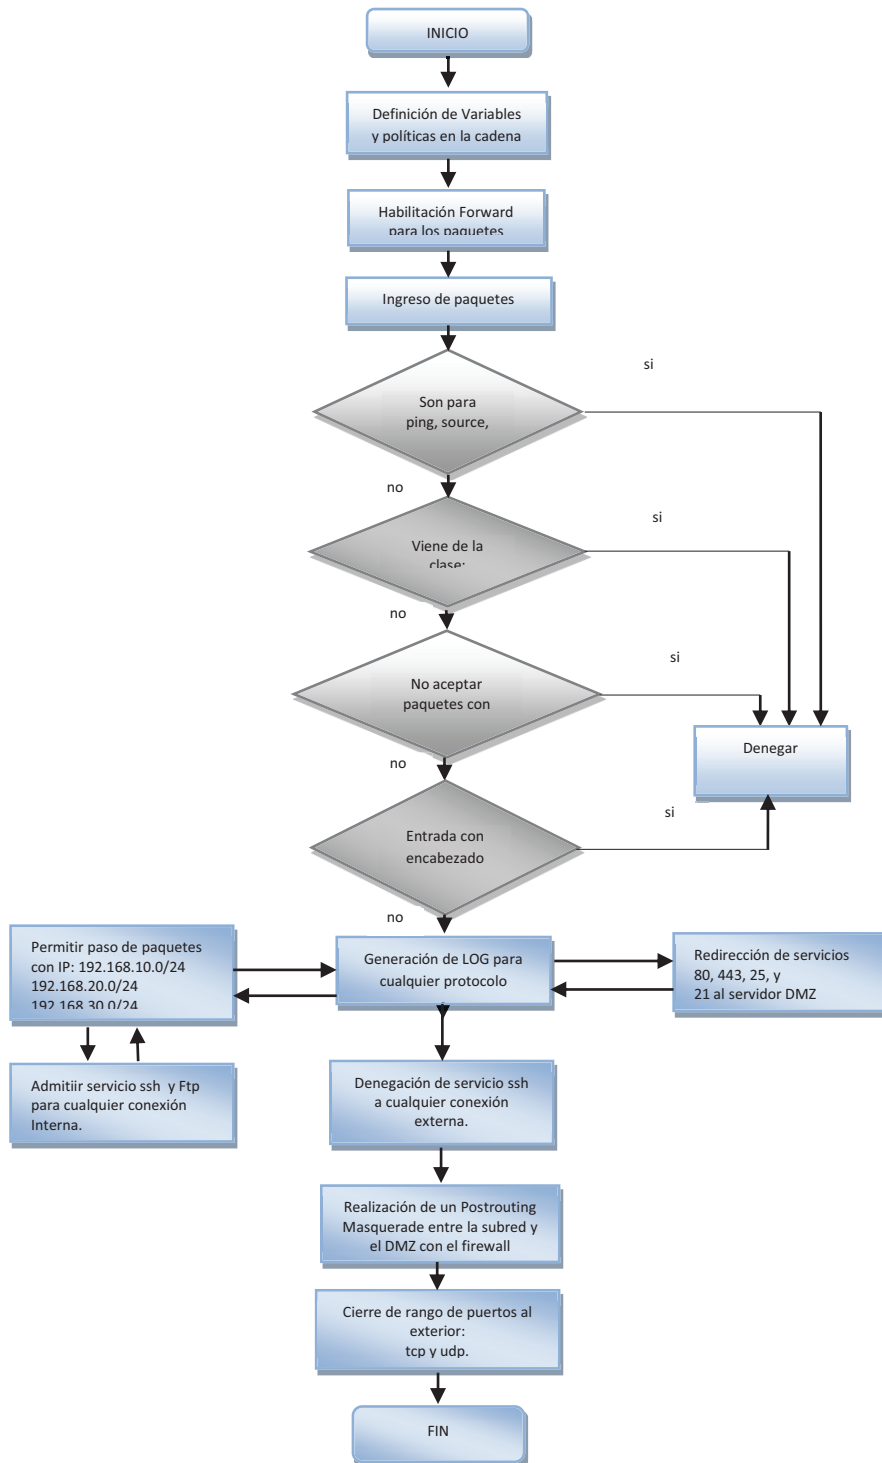 INICIO
Definición de Variables
y políticas en la cadena
Habilitación Forward
para los paquetes
Ingreso de paquetes
si
Son para
ping, source,
no
si
Viene de la
clase:
no
si
No aceptar
paquetes con
Denegar
no
si
Entrada con
encabezado
no
Permitir paso de paquetes
con IP: 192.168.10.0/24
192.168.20.0/24
192.168.30.0/24
Generación de LOG para
cualquier protocolo
Redirección de servicios
80, 443, 25, y
21 al servidor DMZ
Admitiir servicio ssh y Ftp
para cualquier conexión
Interna.
Denegación de servicio ssh
a cualquier conexión
externa.
Realización de un Postrouting
Masquerade entre la subred y
el DMZ con el firewall
Cierre de rango de puertos al
exterior:
tcp y udp.
FIN